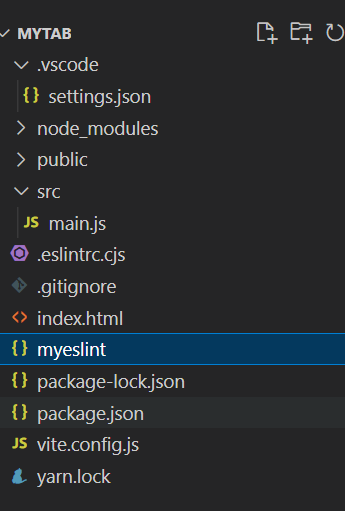 MYTAB
.vscode
{} settings.json
node_modules
public
src
JS main.js
.eslintrc.cjs
.gitignore
<> index.html
{} myeslint
{} package-lock.json
{} package.json
JS vite.config.js
yarn.lock